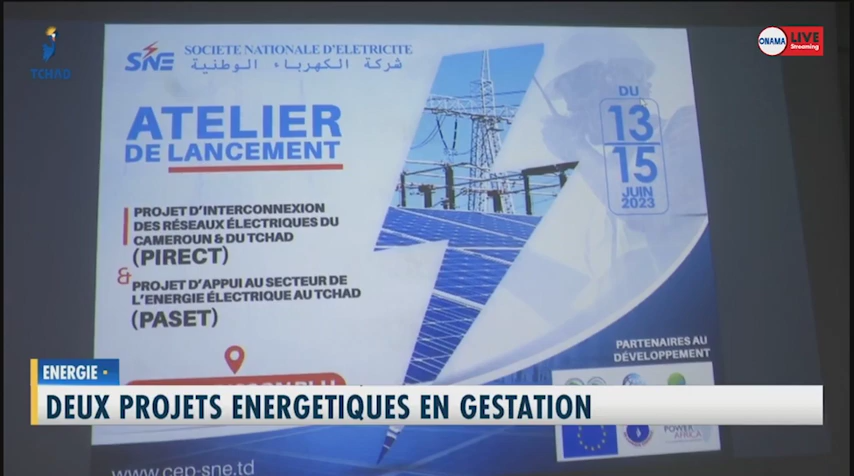 TCHAD
ONAMA LIVE
Streaming
SNE SOCIETE NATIONALE D'ELETRICITE
شركة الكهرباء الوطنية
ATELIER
DE LANCEMENT
DU
13
15
JUIN
2023
PROJET D'INTERCONNEXION
DES RÉSEAUX ÉLECTRIQUES DU
CAMEROUN & DU TCHAD
(PIRECT)
&
PROJET D'APPUI AU SECTEUR DE
L'ENERGIE ÉLECTRIQUE AU TCHAD
(PASET)
PARTENAIRES AU
DÉVELOPPEMENT
POWER
AFRICA
ENERGIE
DEUX PROJETS ENERGETIQUES EN GESTATION
www.cep-sne.td